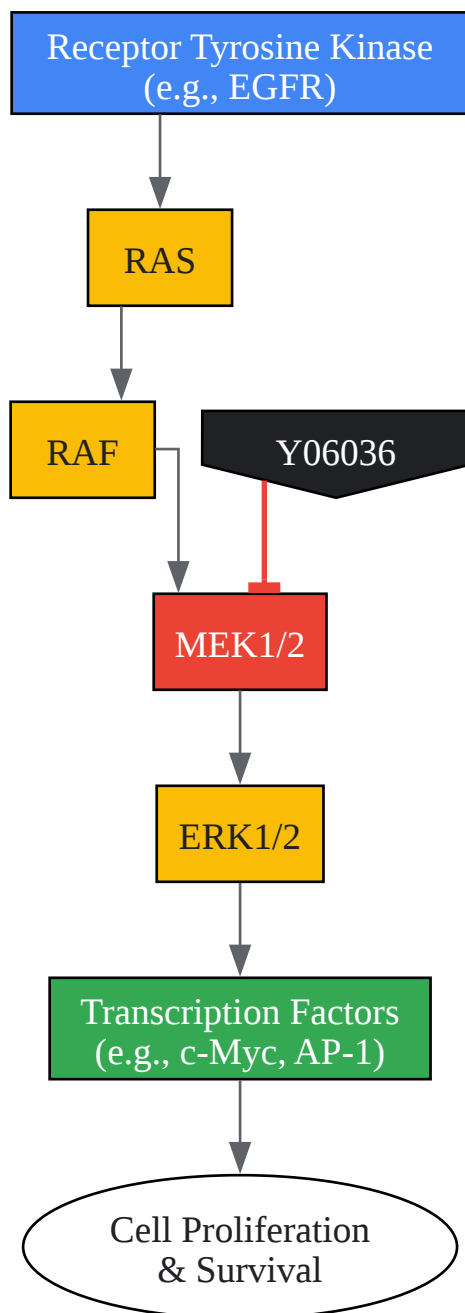 Receptor Tyrosine Kinase
(e.g., EGFR)
RAS
RAF
Y06036
MEK1/2
ERK1/2
Transcription Factors
(e.g., c-Myc, AP-1)
Cell Proliferation
& Survival